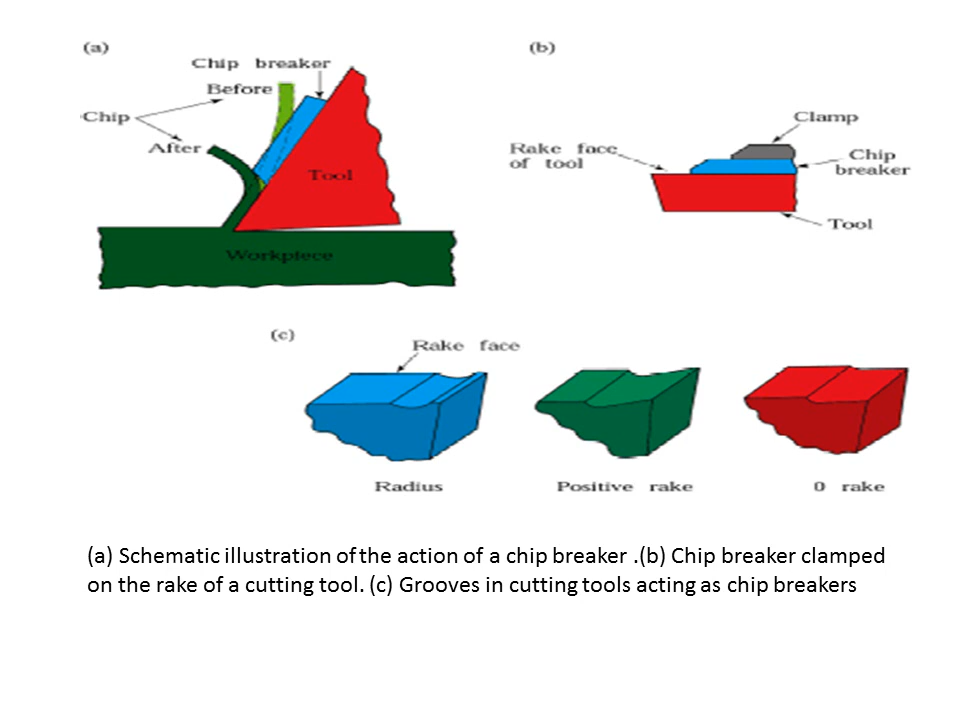 (a)
Chip breaker
Before
Chip
After
Tool
Workpiece
(b)
Clamp
Rake face
of tool
Chip
breaker
Tool
(c)
Rake face
Radius
Positive rake
0 rake
(a) Schematic illustration of the action of a chip breaker .(b) Chip breaker clamped
on the rake of a cutting tool. (c) Grooves in cutting tools acting as chip breakers